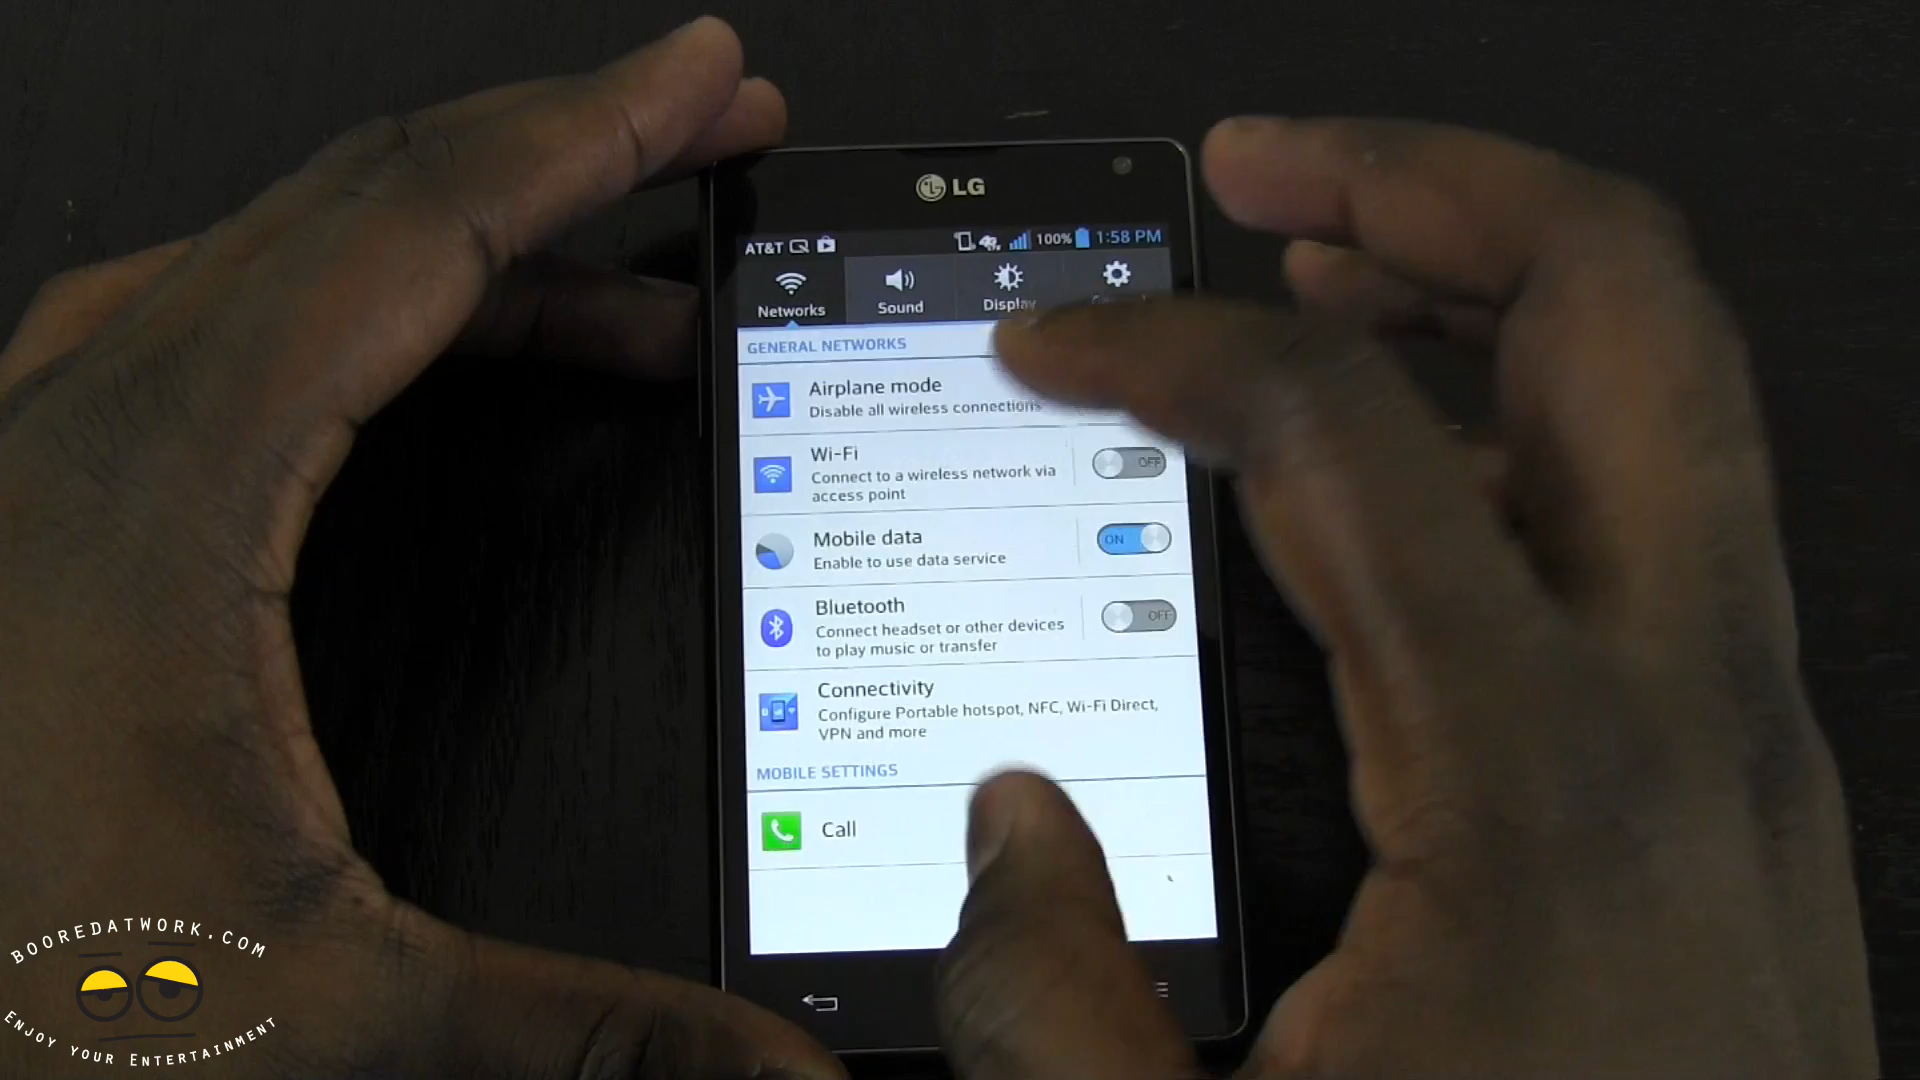 LG
AT&T 100% 1:58 PM
Networks Sound Display
GENERAL NETWORKS
Airplane mode
Disable all wireless connections
Wi-Fi
Connect to a wireless network via
access point
OFF
Mobile data
Enable to use data service
ON
Bluetooth
Connect headset or other devices
to play music or transfer
OFF
Connectivity
Configure Portable hotspot, NFC, Wi-Fi Direct,
VPN and more
MOBILE SETTINGS
Call
BOOREDATWORK.COM
ENJOY YOUR ENTERTAINMENT